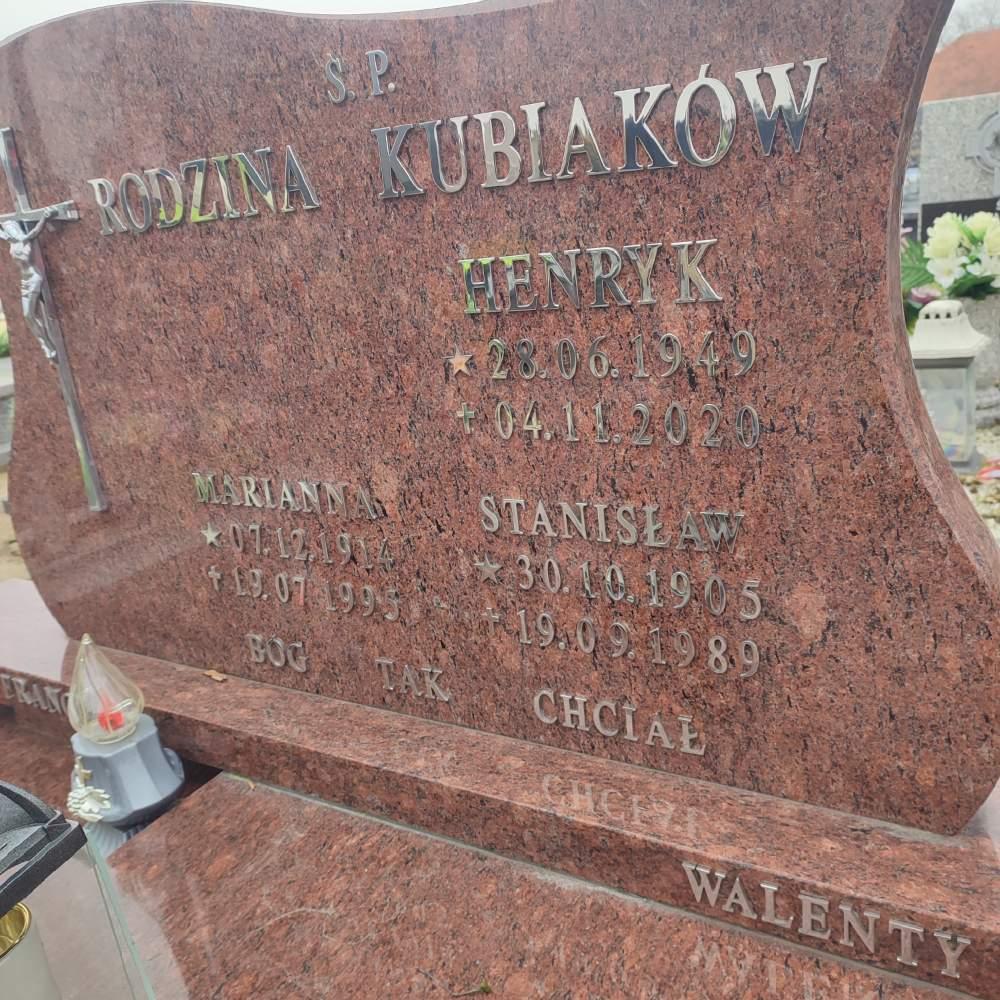 S. P.
RODZINA KUBIAKÓW
HENRYK
28.06.1949
04.11.2020
MARIANNA
07.12.1914
13.07.1995
STANISŁAW
30.10.1905
19.09.1989
BÓG TAK CHCIAŁ
WALENTY